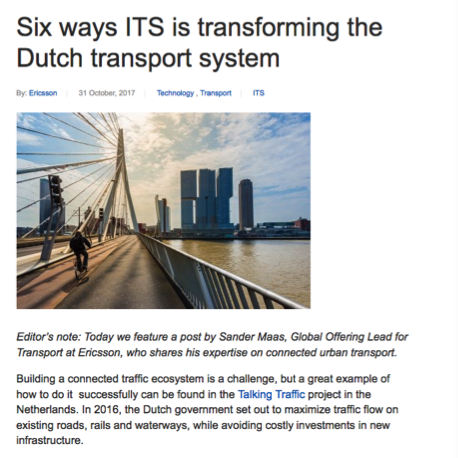 Six ways ITS is transforming the
Dutch transport system
By: Ericsson 31 October, 2017 Technology , Transport ITS
Editor's note: Today we feature a post by Sander Maas, Global Offering Lead for
Transport at Ericsson, who shares his expertise on connected urban transport.
Building a connected traffic ecosystem is a challenge, but a great example of
how to do it successfully can be found in the Talking Traffic project in the
Netherlands. In 2016, the Dutch government set out to maximize traffic flow on
existing roads, rails and waterways, while avoiding costly investments in new
infrastructure.